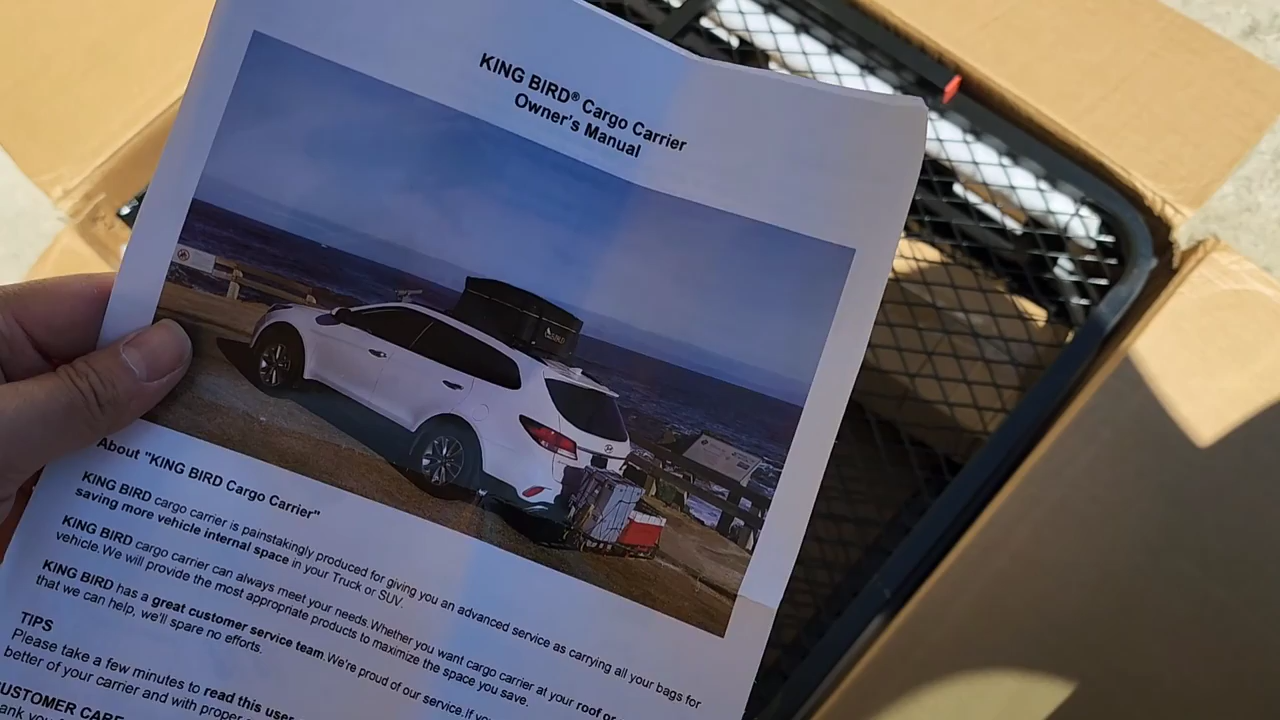 KING BIRD® Cargo Carrier
Owner's Manual
About "KING BIRD Cargo Carrier"
KING BIRD cargo carrier is painstakingly produced for giving you an advanced service as carrying all your bags for
saving more vehicle internal space in your Truck or SUV.
KING BIRD cargo carrier can always meet your needs.Whether you want cargo carrier at your roof or
vehicle.We will provide the most appropriate products to maximize the space you save.
KING BIRD has a great customer service team.We're proud of our service.If
that we can help, we'll spare no efforts.
TIPS
Please take a few minutes to read this user
better of your carrier and with proper
CUSTOMER CARE